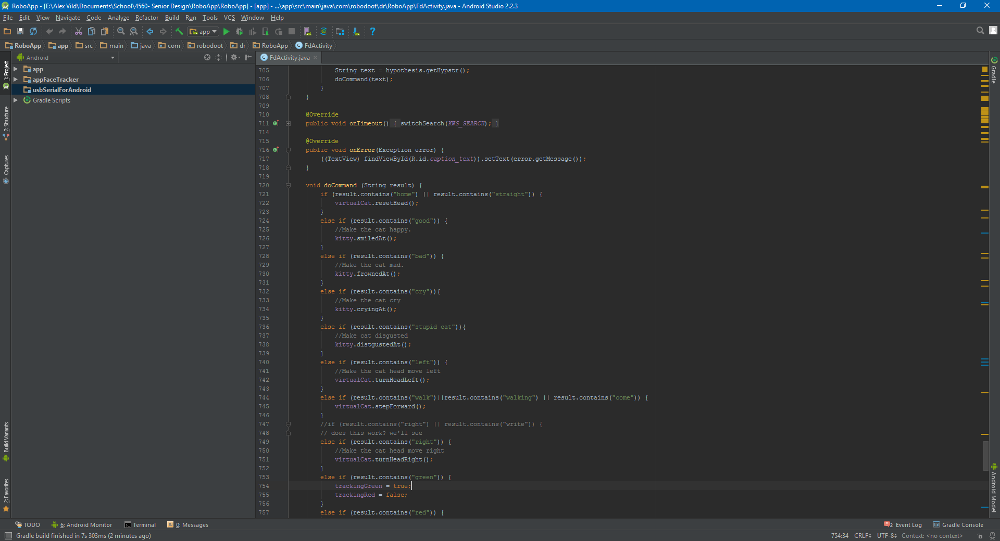 RoboApp - [E:\Alex Vild\Documents\School\4560- Senior Design\RoboApp\RoboApp] - [app] - ...\app\src\main\java\com\robodoot\dr\RoboApp\FdActivity.java - Android Studio 2.2.3
File Edit View Navigate Code Analyze Refactor Build Run Tools VCS Window Help
app
RoboApp app src main java com robodoot dr RoboApp FdActivity
Android
FdActivity.java
1: Project
7: Structure
Captures
Build Variants
2: Favorites
app
appFaceTracker
usbSerialForAndroid
Gradle Scripts
705 String text = hypothesis.getHypstr();
706 doCommand(text);
707 }
708 }
709
710 @Override
711 public void onTimeout() { switchSearch(KWS_SEARCH); }
714
715 @Override
716 public void onError(Exception error) {
717 ((TextView) findViewById(R.id.caption_text)).setText(error.getMessage());
718 }
719
720 void doCommand (String result) {
721 if (result.contains("home") || result.contains("straight")) {
722 virtualCat.resetHead();
723 }
724 else if (result.contains("good")) {
725 //Make the cat happy.
726 kitty.smiledAt();
727 }
728 else if (result.contains("bad")) {
729 //Make the cat mad.
730 kitty.frownedAt();
731 }
732 else if (result.contains("cry")){
733 //Make the cat cry
734 kitty.cryingAt();
735 }
736 else if (result.contains("stupid cat")){
737 //Make cat disgusted
738 kitty.distgustedAt();
739 }
740 else if (result.contains("left")) {
741 //Make the cat head move left
742 virtualCat.turnHeadLeft();
743 }
744 else if (result.contains("walk")||result.contains("walking") || result.contains("come")) {
745 virtualCat.stepForward();
746 }
747 //if (result.contains("right") || result.contains("write")) {
748 // does this work? we'll see
749 else if (result.contains("right")) {
750 //Make the cat head move right
751 virtualCat.turnHeadRight();
752 }
753 else if (result.contains("green")) {
754 trackingGreen = true;
755 trackingRed = false;
756 }
757 else if (result.contains("red")) {
Gradle
Android Model
TODO 6: Android Monitor Terminal 0: Messages 2 Event Log Gradle Console
Gradle build finished in 7s 303ms (2 minutes ago) 754:34 CRLF UTF-8 Context: <no context>